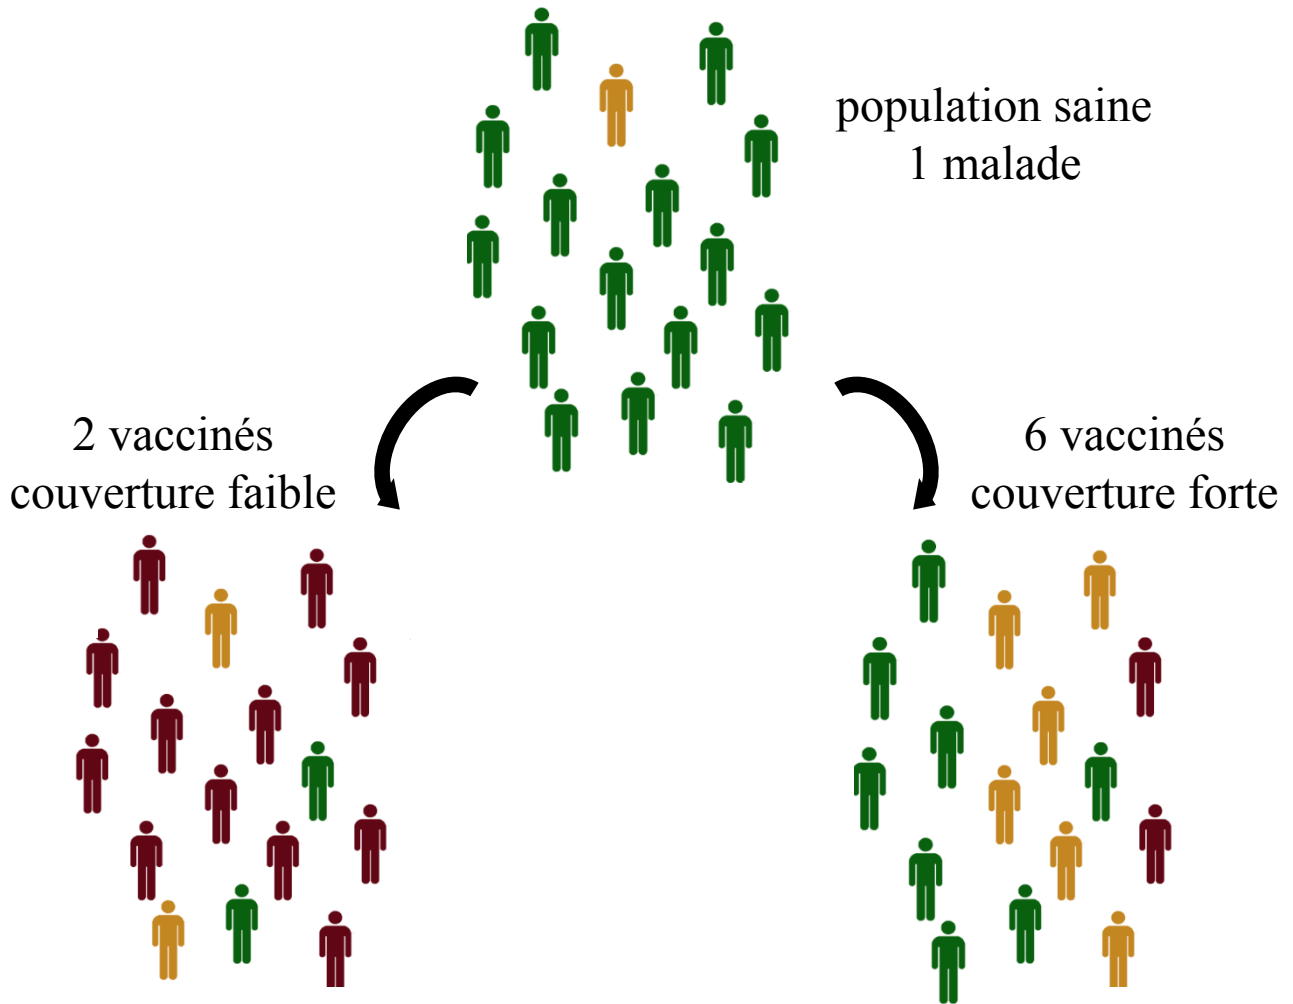 population saine
1 malade
2 vaccinés
couverture faible
6 vaccinés
couverture forte